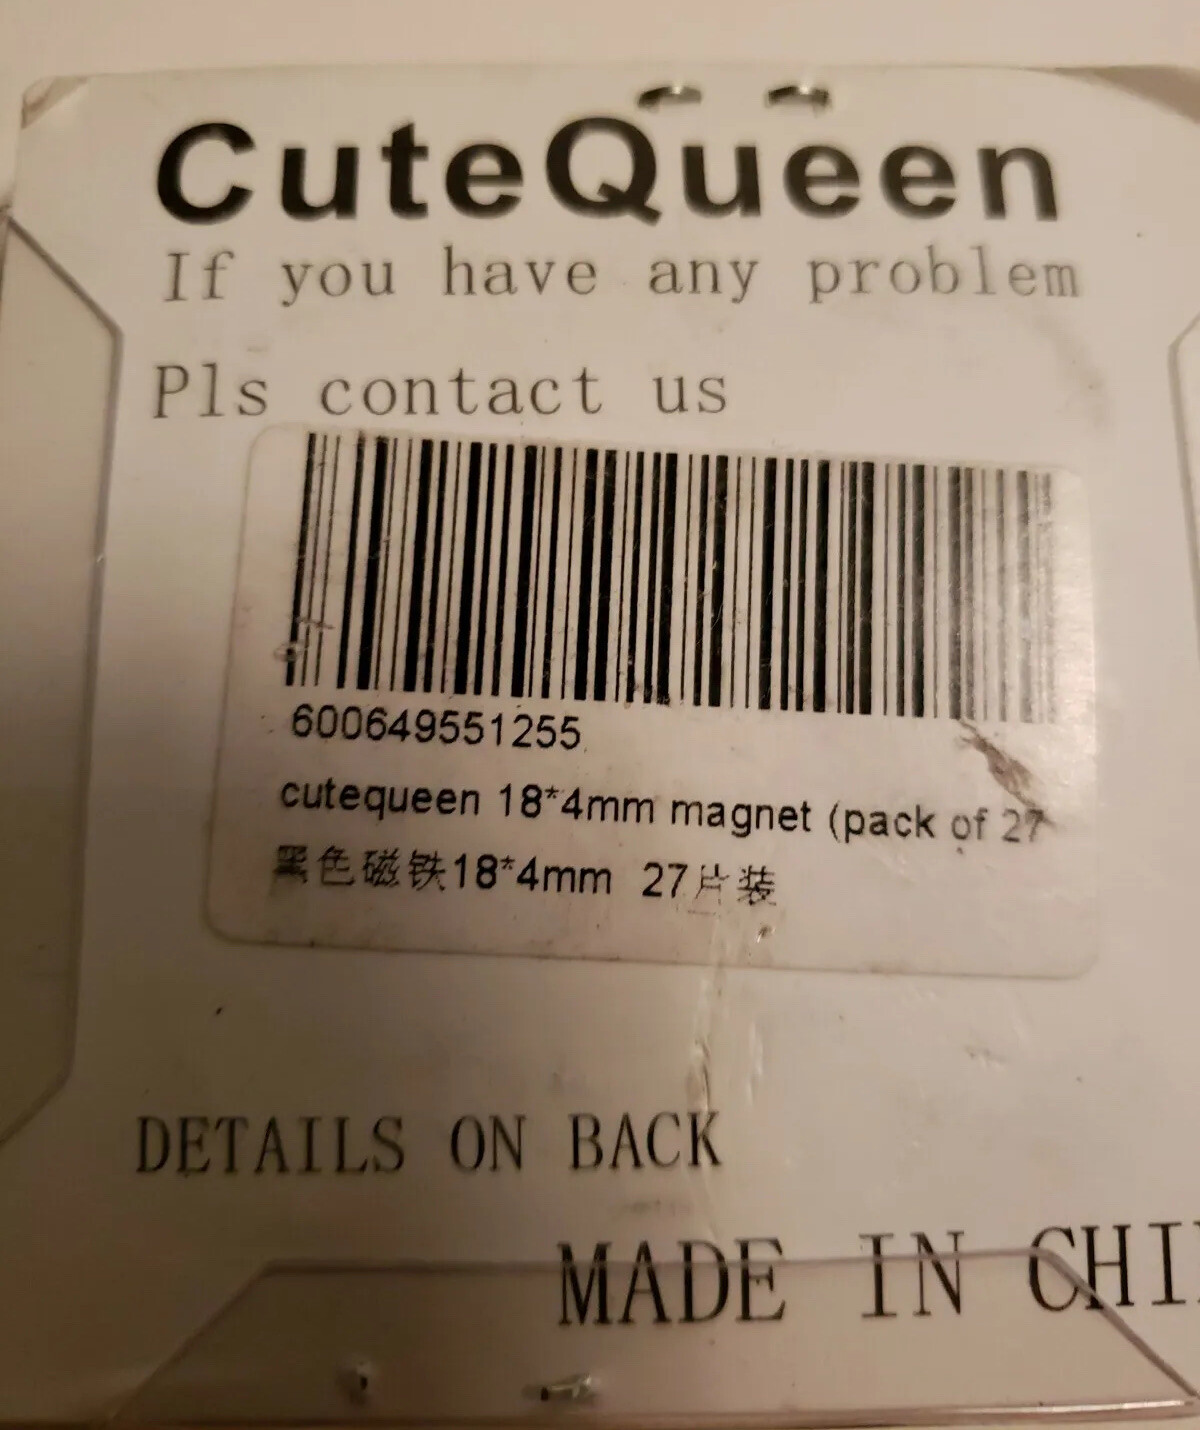 CuteQueen
If you have any problem
Pls contact us
600649551255
cutequeen 18*4mm magnet (pack of 27
黑色磁铁18*4mm 27片装
DETAILS ON BACK
MADE IN CHI